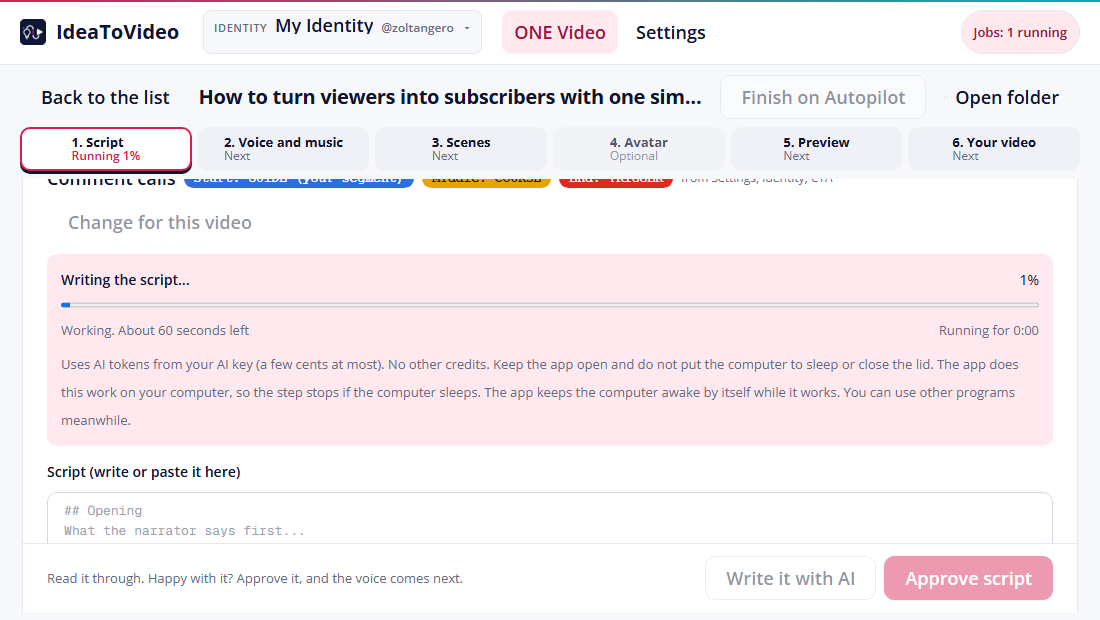 IdeaToVideo
IDENTITY My Identity @zoltangero
ONE Video
Settings
Jobs: 1 running
Back to the list
How to turn viewers into subscribers with one sim...
Finish on Autopilot
Open folder
1. Script
Running 1%
2. Voice and music
Next
3. Scenes
Next
4. Avatar
Optional
5. Preview
Next
6. Your video
Next
Comment calls
from Settings, Identity, CTA
Change for this video
Writing the script...
1%
Working. About 60 seconds left
Running for 0:00
Uses AI tokens from your AI key (a few cents at most). No other credits. Keep the app open and do not put the computer to sleep or close the lid. The app does
this work on your computer, so the step stops if the computer sleeps. The app keeps the computer awake by itself while it works. You can use other programs
meanwhile.
Script (write or paste it here)
## Opening
What the narrator says first...
Read it through. Happy with it? Approve it, and the voice comes next.
Write it with AI
Approve script